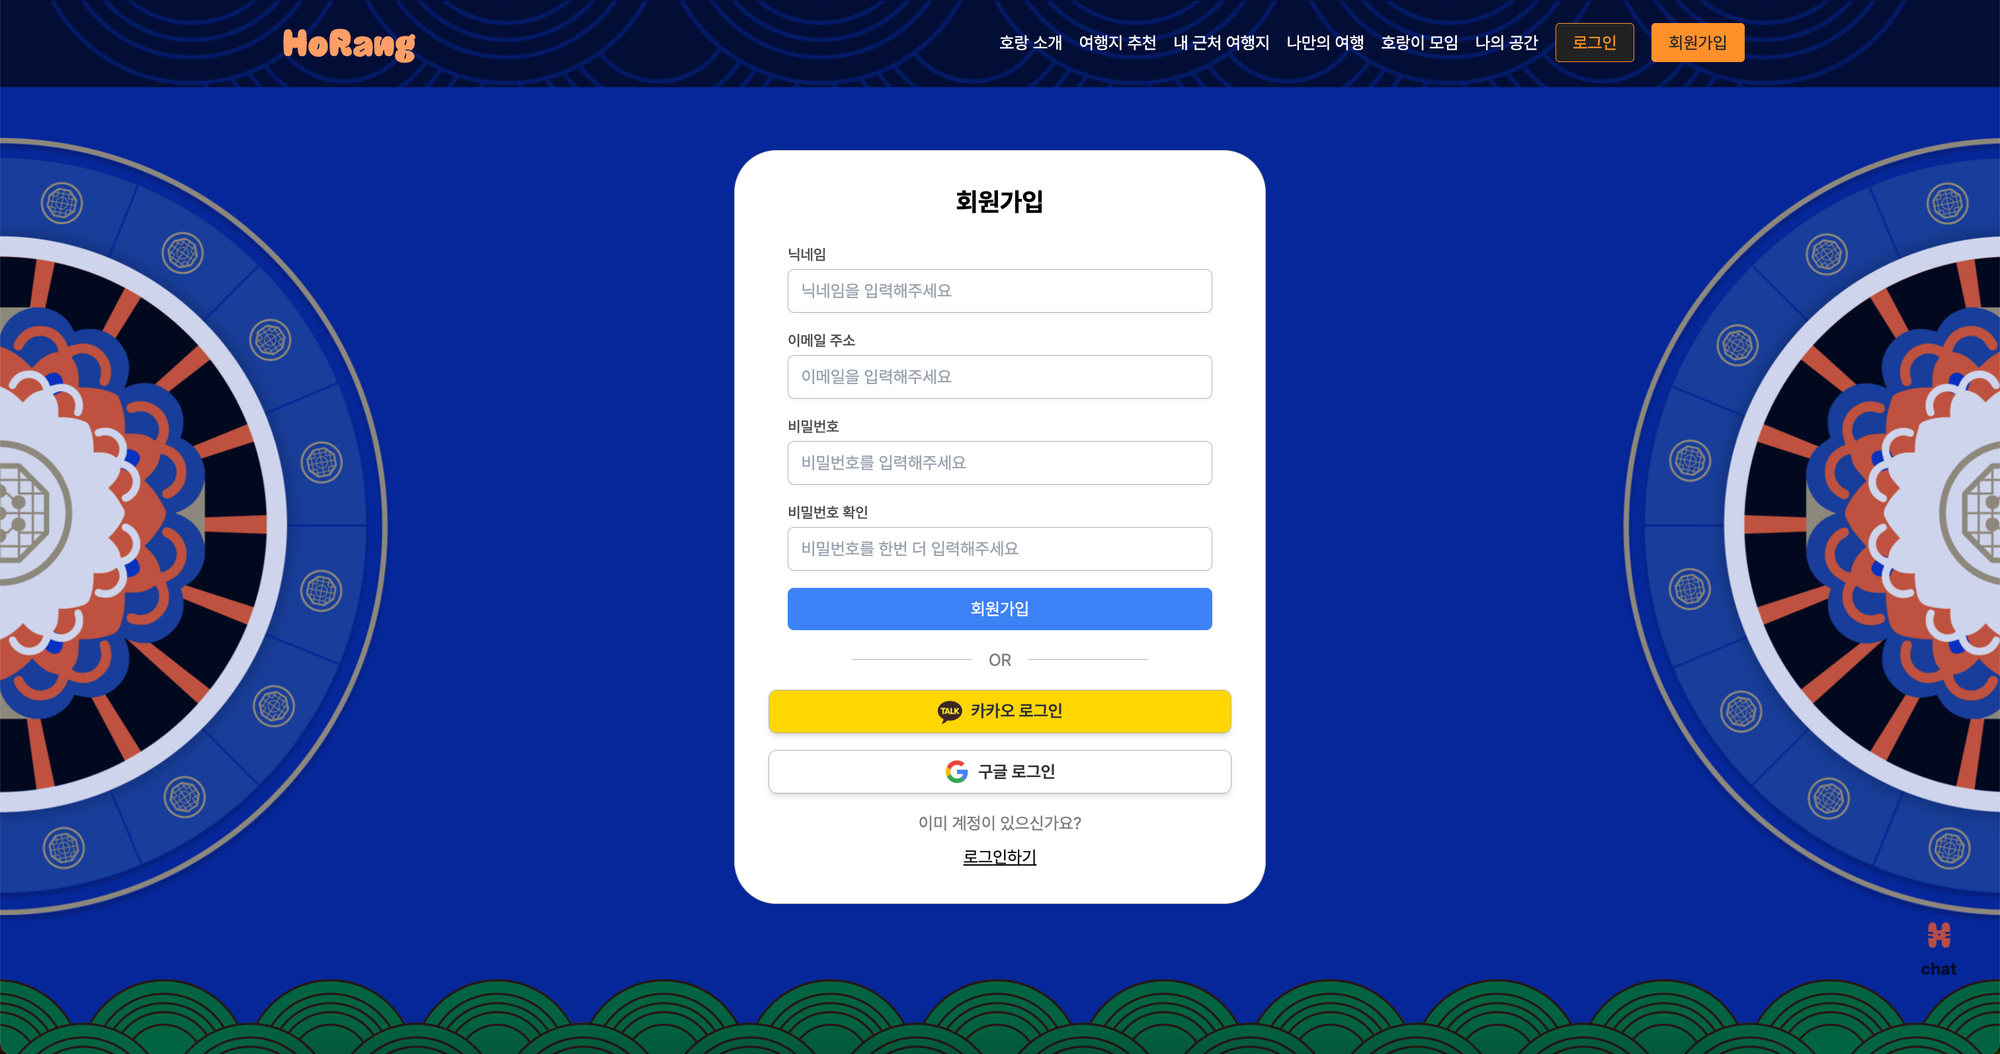 HoRang
호랑 소개 여행지 추천 내 근처 여행지 나만의 여행 호랑이 모임 나의 공간 로그인 회원가입
회원가입
닉네임
닉네임을 입력해주세요
이메일 주소
이메일을 입력해주세요
비밀번호
비밀번호를 입력해주세요
비밀번호 확인
비밀번호를 한번 더 입력해주세요
회원가입
OR
TALK 카카오 로그인
구글 로그인
이미 계정이 있으신가요?
로그인하기
chat